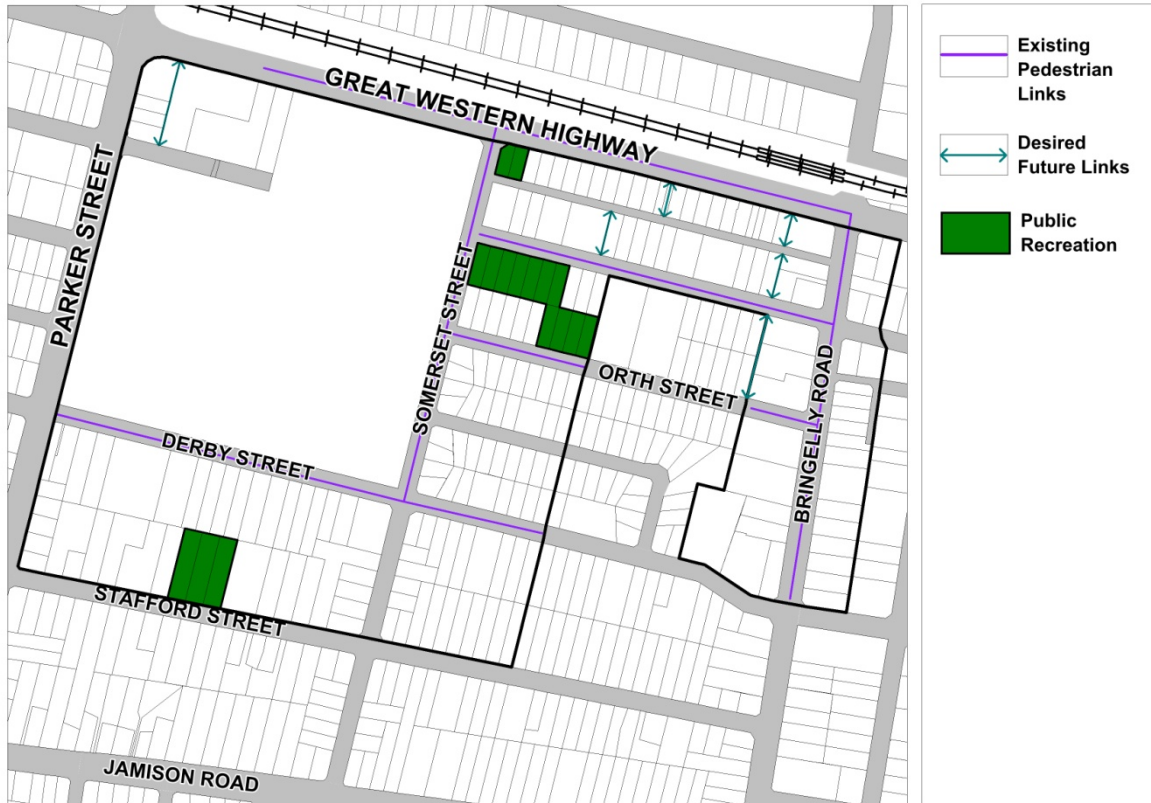 GREAT WESTERN HIGHWAY
PARKER STREET
SOMERSET STREET
ORTH STREET
BRINGELLY ROAD
DERBY STREET
STAFFORD STREET
JAMISON ROAD
Existing
Pedestrian
Links
Desired
Future Links
Public
Recreation